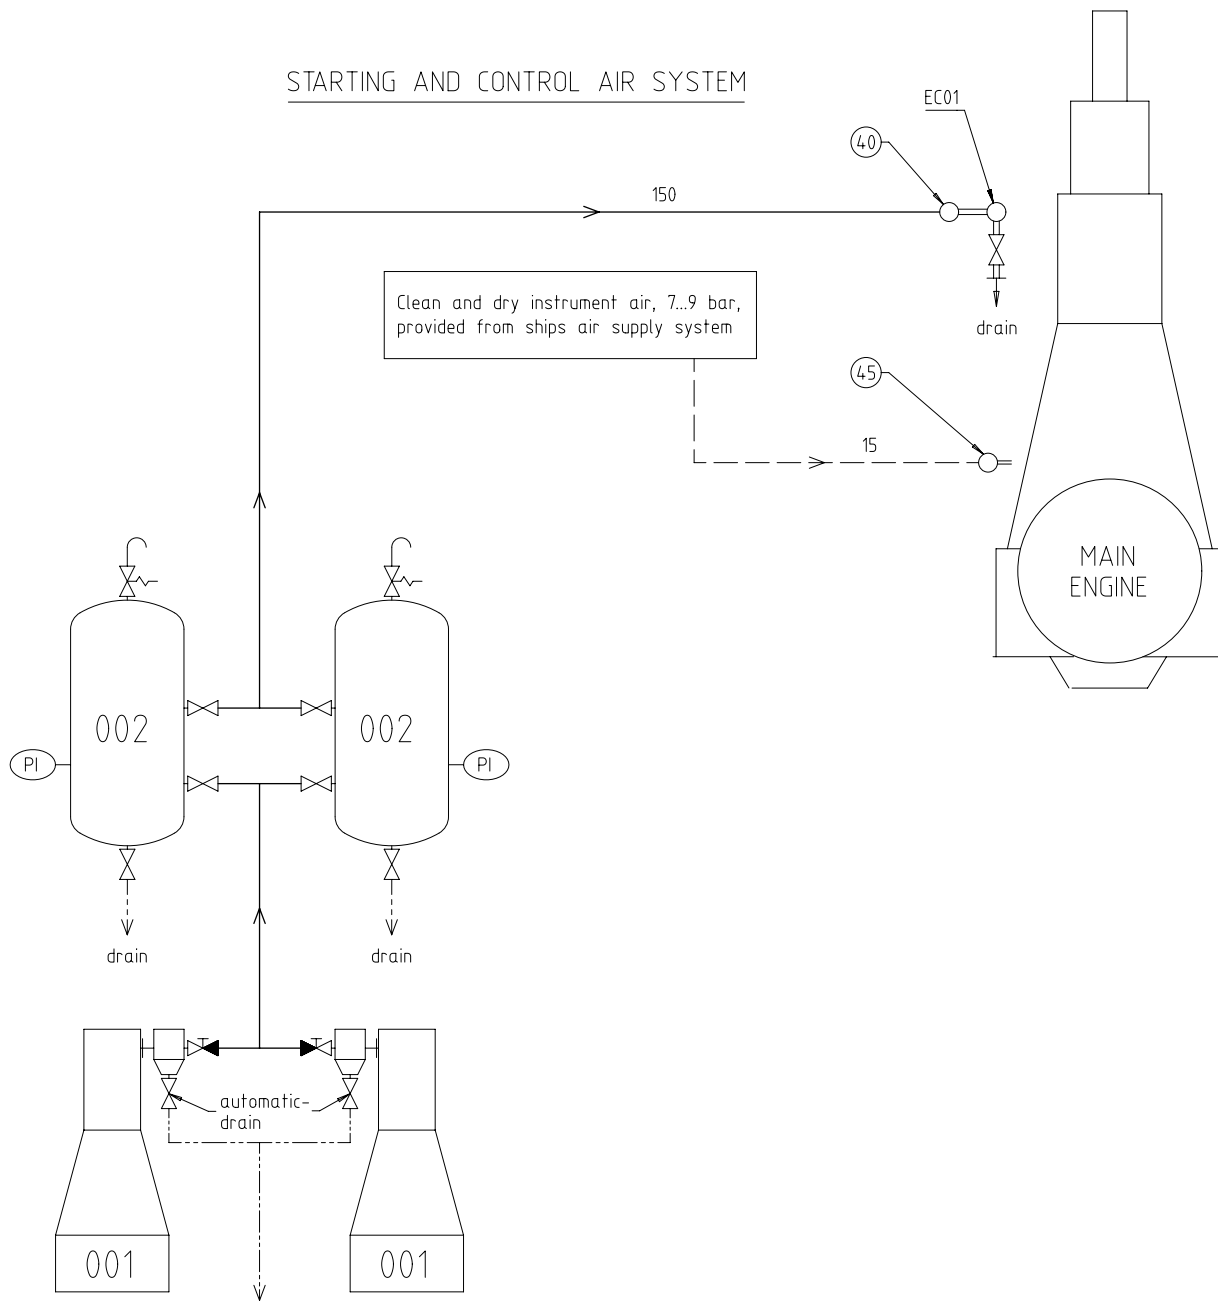 STARTING AND CONTROL AIR SYSTEM
EC01
40
150
Clean and dry instrument air, 7...9 bar,
provided from ships air supply system
drain
45
15
MAIN
ENGINE
002
002
PI
PI
drain
drain
automatic-
drain
001
001